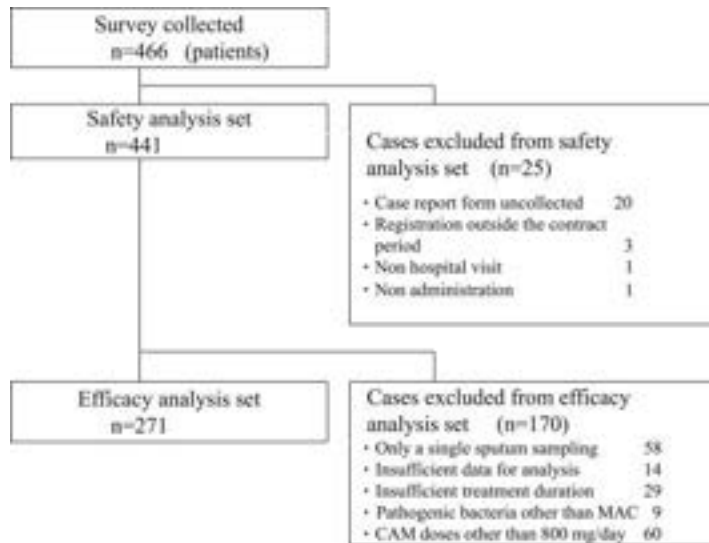 Survey collected
n=466 (patients)
Safety analysis set
n=441
Cases excluded from safety
analysis set (n=25)
・Case report form uncollected 20
・Registration outside the contract
period 3
・Non hospital visit 1
・Non administration 1
Efficacy analysis set
n=271
Cases excluded from efficacy
analysis set (n=170)
・Only a single sputum sampling 58
・Insufficient data for analysis 14
・Insufficient treatment duration 29
・Pathogenic bacteria other than MAC 9
・CAM doses other than 800 mg/day 60